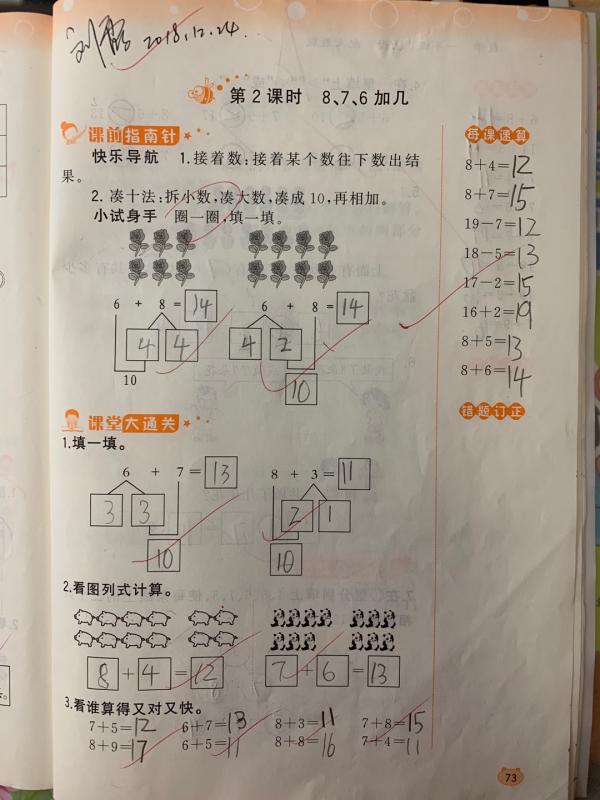 刘 2018.12.24
第2课时 8、7、6加几
课前指南针
快乐导航 1.接着数:接着某个数往下数出结
果。
2.凑十法:拆小数,凑大数,凑成10,再相加。
小试身手 圈一圈,填一填。
6 + 8 = 14
4 4
10
6 + 8 = 14
4 2
10
课堂大通关
1.填一填。
6 + 7 = 13
3 3
10
8 + 3 = 11
2 1
10
2.看图列式计算。
8 + 4 = 12
7 + 6 = 13
3.看谁算得又对又快。
7+5=12 6+7=13 8+3=11 7+8=15
8+9=17 6+5=11 8+8=16 7+4=11
每课速算
8+4=12
8+7=15
19-7=12
18-5=13
17-2=15
16+2=19
8+5=13
8+6=14
错题订正
73